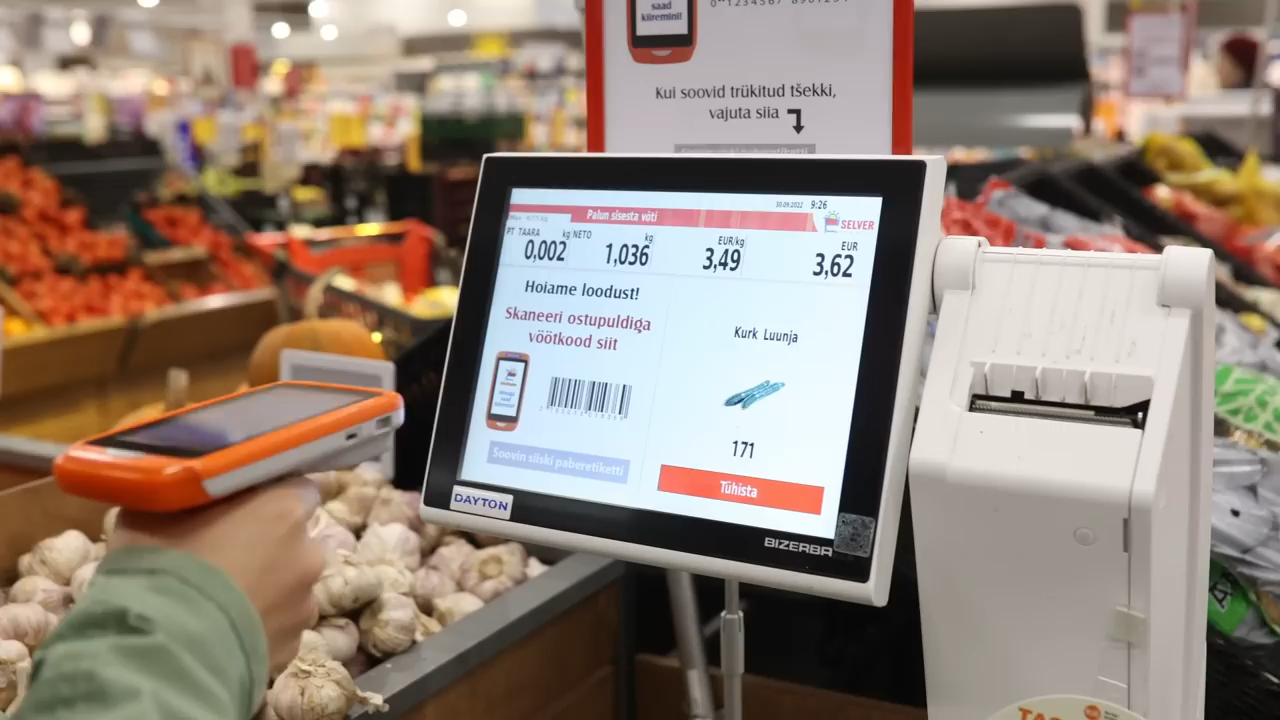 saad
kiiremini!
Kui soovid trükitud tšekki,
vajuta siia
30.09.2022 9:26
Palun sisesta võti
SELVER
PT TAARA kg NETO kg EUR/kg EUR
0,002 1,036 3,49 3,62
Hoiame loodust!
Skaneeri ostupuldiga
vöötkood siit
Kurk Luunja
171
Soovin siiski paberetiketti
Tühista
DAYTON
BIZERBA